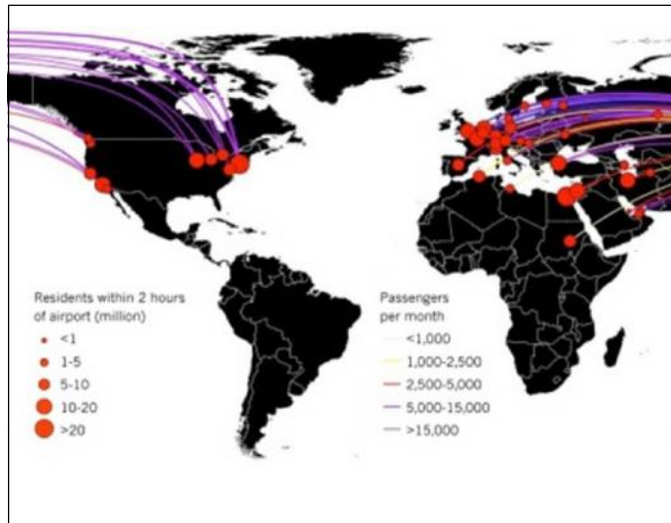 Residents within 2 hours
of airport (million)
<1
1-5
5-10
10-20
>20
Passengers
per month
<1,000
1,000-2,500
2,500-5,000
5,000-15,000
>15,000